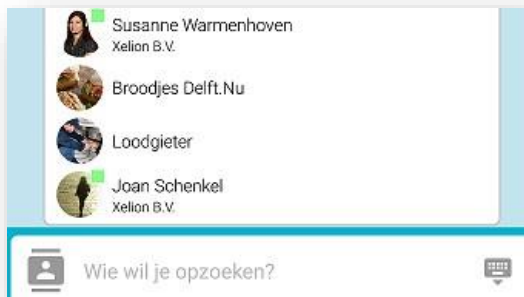 Susanne Warmenhoven
Xelion B.V.
Broodjes Delft.Nu
Loodgieter
Joan Schenkel
Xelion B.V.
Wie wil je opzoeken?